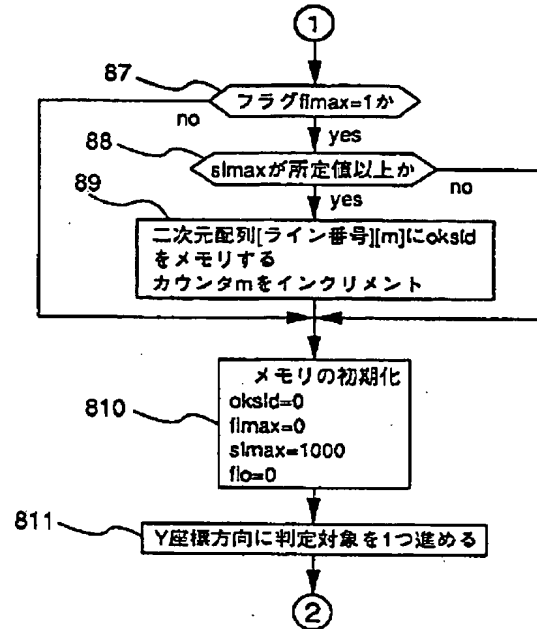 1
87
フラグflmax=1か
no
yes
88
slmaxが所定値以上か
no
yes
89
二次元配列[ライン番号][m]にoksld
をメモリする
カウンタmをインクリメント
メモリの初期化
810
oksld=0
flmax=0
slmax=1000
flo=0
811
Y座標方向に判定対象を1つ進める
2